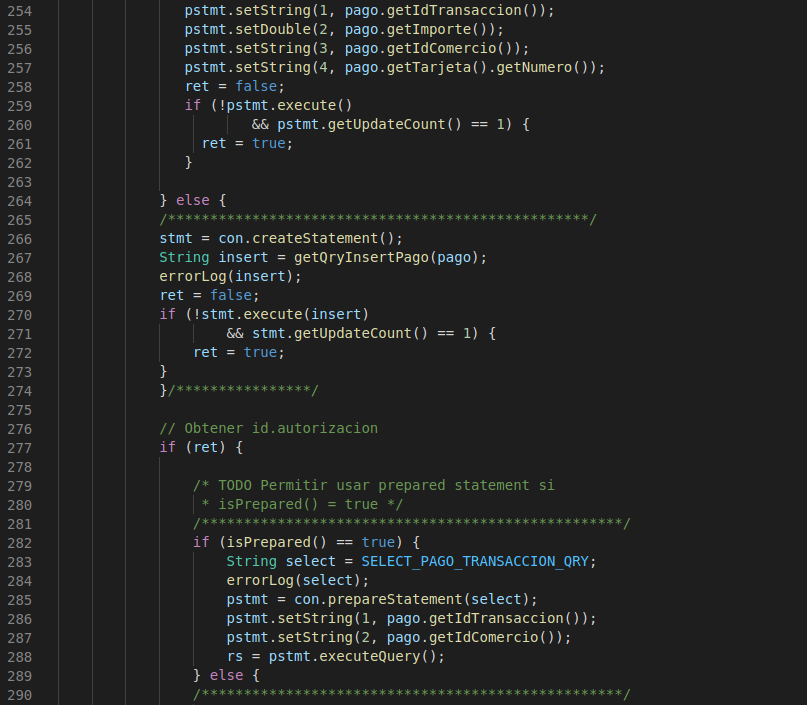 254 pstmt.setString(1, pago.getIdTransaccion());
255 pstmt.setDouble(2, pago.getImporte());
256 pstmt.setString(3, pago.getIdComercio());
257 pstmt.setString(4, pago.getTarjeta().getNumero());
258 ret = false;
259 if (!pstmt.execute()
260 && pstmt.getUpdateCount() == 1) {
261 ret = true;
262 }
263
264 } else {
265 /**************************************************/
266 stmt = con.createStatement();
267 String insert = getQryInsertPago(pago);
268 errorLog(insert);
269 ret = false;
270 if (!stmt.execute(insert)
271 && stmt.getUpdateCount() == 1) {
272 ret = true;
273 }
274 }/****************/
275
276 // Obtener id.autorizacion
277 if (ret) {
278
279 /* TODO Permitir usar prepared statement si
280 * isPrepared() = true */
281 /**************************************************/
282 if (isPrepared() == true) {
283 String select = SELECT_PAGO_TRANSACCION_QRY;
284 errorLog(select);
285 pstmt = con.prepareStatement(select);
286 pstmt.setString(1, pago.getIdTransaccion());
287 pstmt.setString(2, pago.getIdComercio());
288 rs = pstmt.executeQuery();
289 } else {
290 /**************************************************/